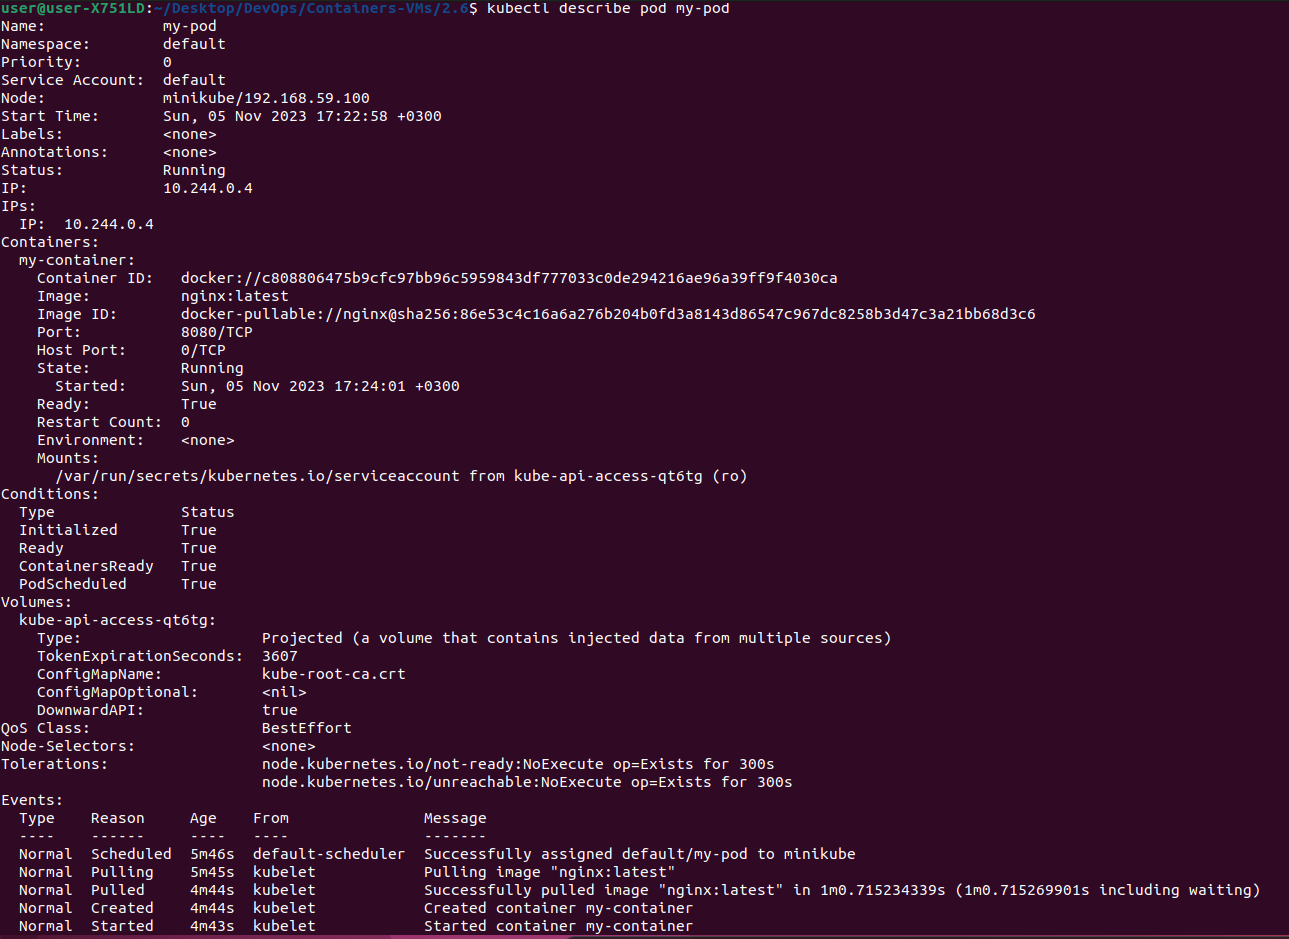 user@user-X751LD:~/Desktop/DevOps/Containers-VMs/2.6$ kubectl describe pod my-pod
Name:             my-pod
Namespace:        default
Priority:         0
Service Account:  default
Node:             minikube/192.168.59.100
Start Time:       Sun, 05 Nov 2023 17:22:58 +0300
Labels:           <none>
Annotations:      <none>
Status:           Running
IP:               10.244.0.4
IPs:
  IP:  10.244.0.4
Containers:
  my-container:
    Container ID:   docker://c808806475b9cfc97bb96c5959843df777033c0de294216ae96a39ff9f4030ca
    Image:          nginx:latest
    Image ID:       docker-pullable://nginx@sha256:86e53c4c16a6a276b204b0fd3a8143d86547c967dc8258b3d47c3a21bb68d3c6
    Port:           8080/TCP
    Host Port:      0/TCP
    State:          Running
      Started:      Sun, 05 Nov 2023 17:24:01 +0300
    Ready:          True
    Restart Count:  0
    Environment:    <none>
    Mounts:
      /var/run/secrets/kubernetes.io/serviceaccount from kube-api-access-qt6tg (ro)
Conditions:
  Type              Status
  Initialized       True
  Ready             True
  ContainersReady   True
  PodScheduled      True
Volumes:
  kube-api-access-qt6tg:
    Type:                    Projected (a volume that contains injected data from multiple sources)
    TokenExpirationSeconds:  3607
    ConfigMapName:           kube-root-ca.crt
    ConfigMapOptional:       <nil>
    DownwardAPI:             true
QoS Class:                   BestEffort
Node-Selectors:              <none>
Tolerations:                 node.kubernetes.io/not-ready:NoExecute op=Exists for 300s
                             node.kubernetes.io/unreachable:NoExecute op=Exists for 300s
Events:
  Type    Reason     Age    From               Message
  ----    ------     ----   ----               -------
  Normal  Scheduled  5m46s  default-scheduler  Successfully assigned default/my-pod to minikube
  Normal  Pulling    5m45s  kubelet            Pulling image "nginx:latest"
  Normal  Pulled     4m44s  kubelet            Successfully pulled image "nginx:latest" in 1m0.715234339s (1m0.715269901s including waiting)
  Normal  Created    4m44s  kubelet            Created container my-container
  Normal  Started    4m43s  kubelet            Started container my-container